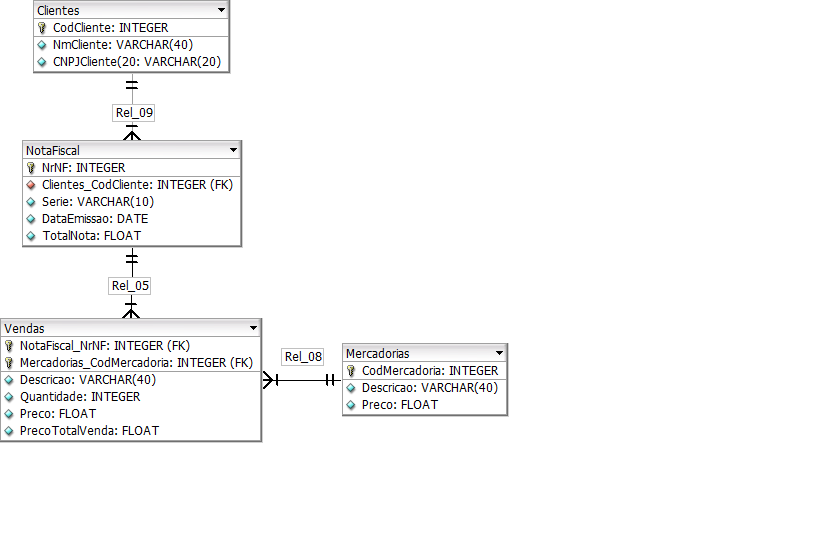 Clientes
CodCliente: INTEGER
NmCliente: VARCHAR(40)
CNPJCliente(20: VARCHAR(20)
Rel_09
NotaFiscal
NrNF: INTEGER
Clientes_CodCliente: INTEGER (FK)
Serie: VARCHAR(10)
DataEmissao: DATE
TotalNota: FLOAT
Rel_05
Vendas
NotaFiscal_NrNF: INTEGER (FK)
Mercadorias_CodMercadoria: INTEGER (FK)
Descricao: VARCHAR(40)
Quantidade: INTEGER
Preco: FLOAT
PrecoTotalVenda: FLOAT
Rel_08
Mercadorias
CodMercadoria: INTEGER
Descricao: VARCHAR(40)
Preco: FLOAT